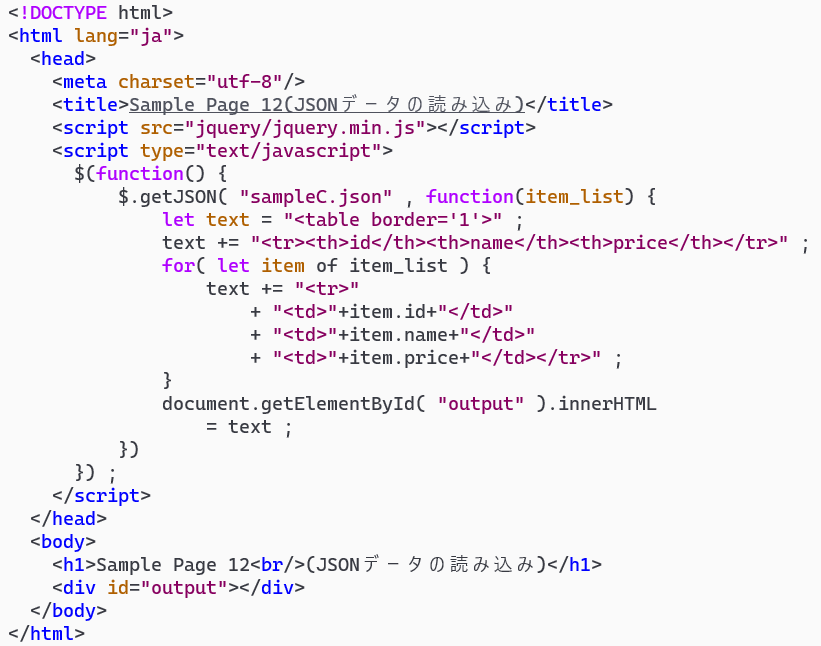 <!DOCTYPE html>
<html lang="ja">
  <head>
    <meta charset="utf-8"/>
    <title>Sample Page 12(JSONデータの読み込み)</title>
    <script src="jquery/jquery.min.js"></script>
    <script type="text/javascript">
      $(function() {
          $.getJSON( "sampleC.json" , function(item_list) {
              let text = "<table border='1'>" ;
              text += "<tr><th>id</th><th>name</th><th>price</th></tr>" ;
              for( let item of item_list ) {
                  text += "<tr>"
                      + "<td>"+item.id+"</td>"
                      + "<td>"+item.name+"</td>"
                      + "<td>"+item.price+"</td></tr>" ;
              }
              document.getElementById( "output" ).innerHTML
                  = text ;
          })
      }) ;
    </script>
  </head>
  <body>
    <h1>Sample Page 12<br/>(JSONデータの読み込み)</h1>
    <div id="output"></div>
  </body>
</html>